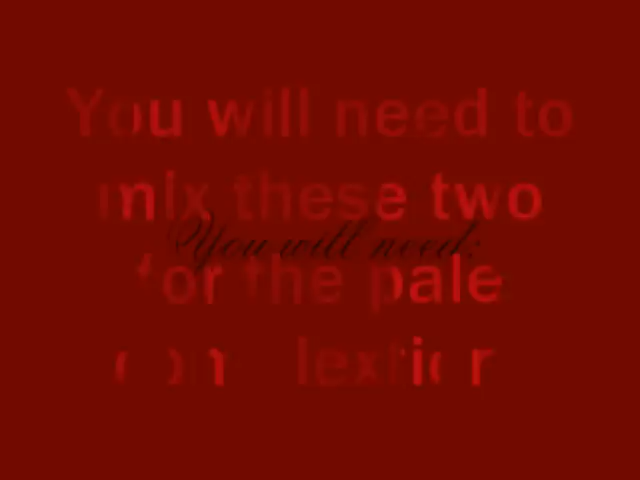 You will need to
mix these two
You will need:
for the pale